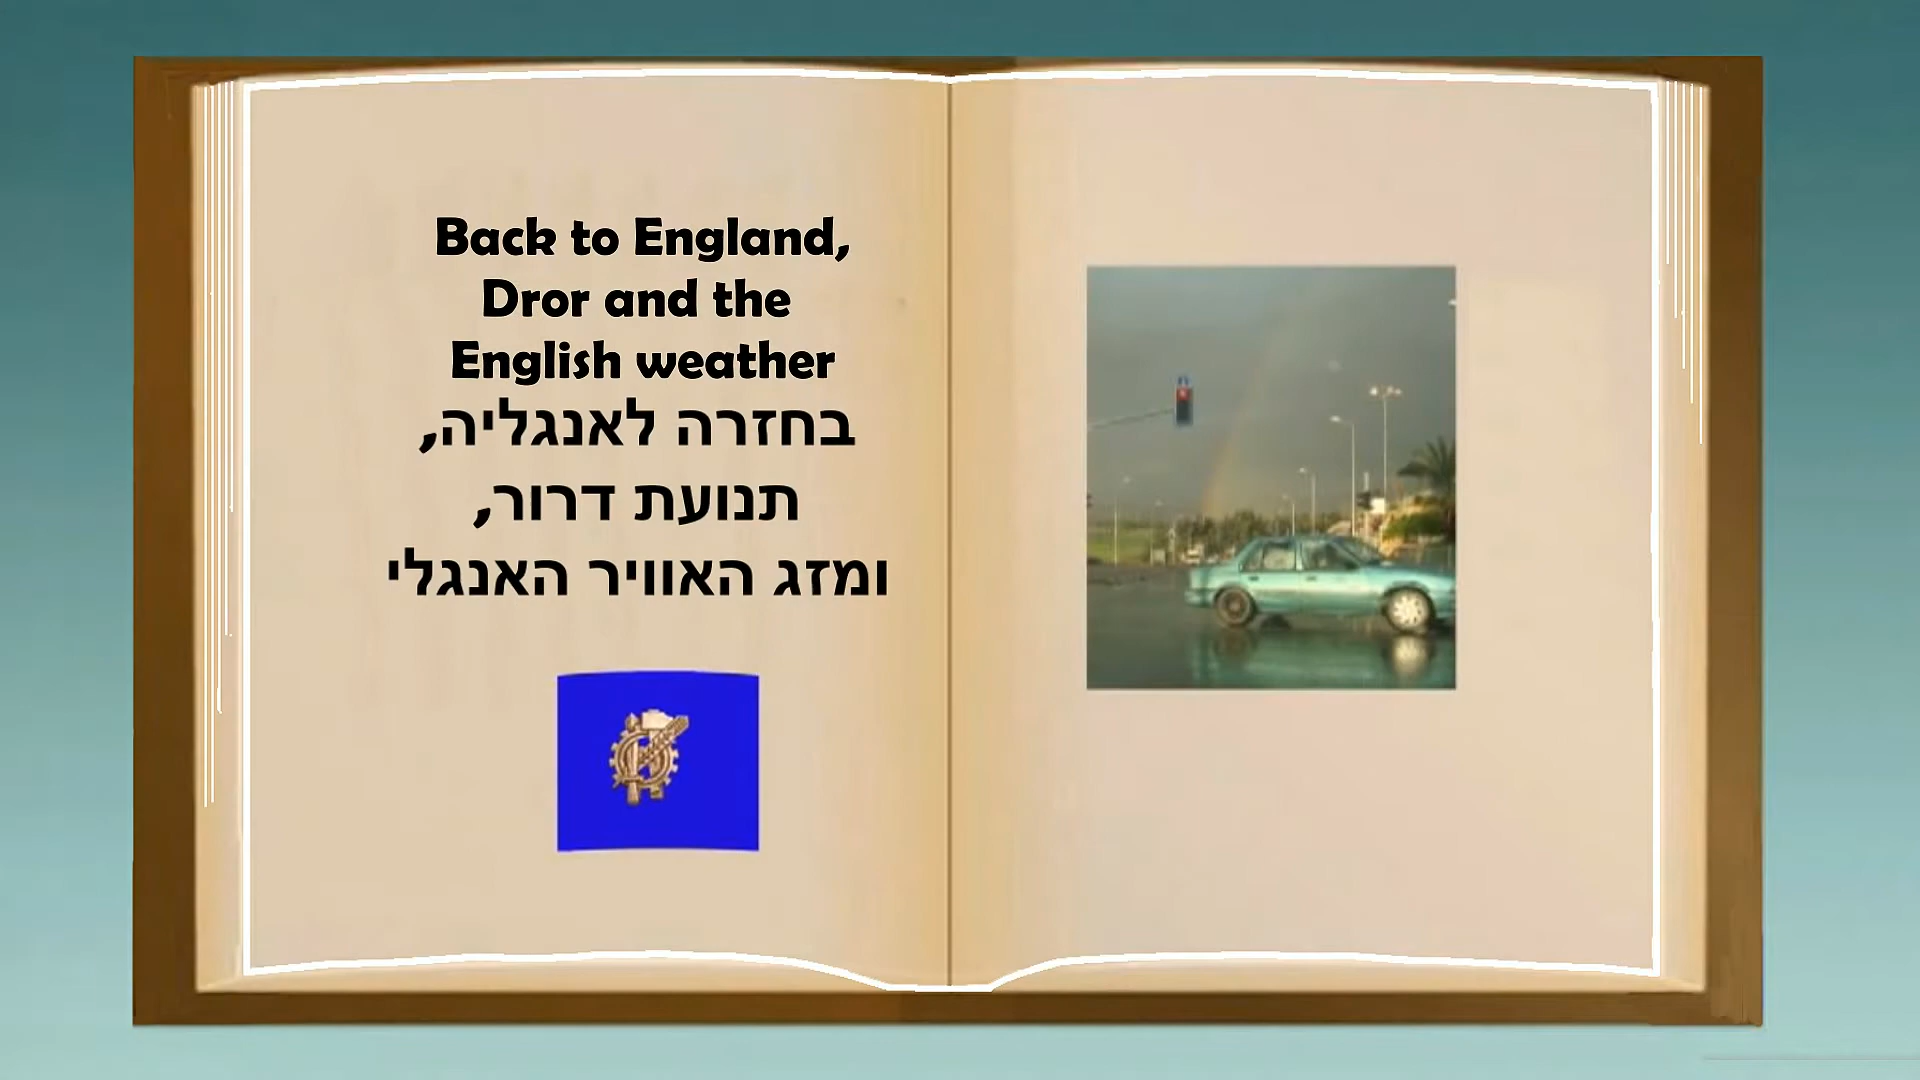 Back to England,
Dror and the
English weather
בחזרה לאנגליה,
תנועת דרור,
ומזג האוויר האנגלי